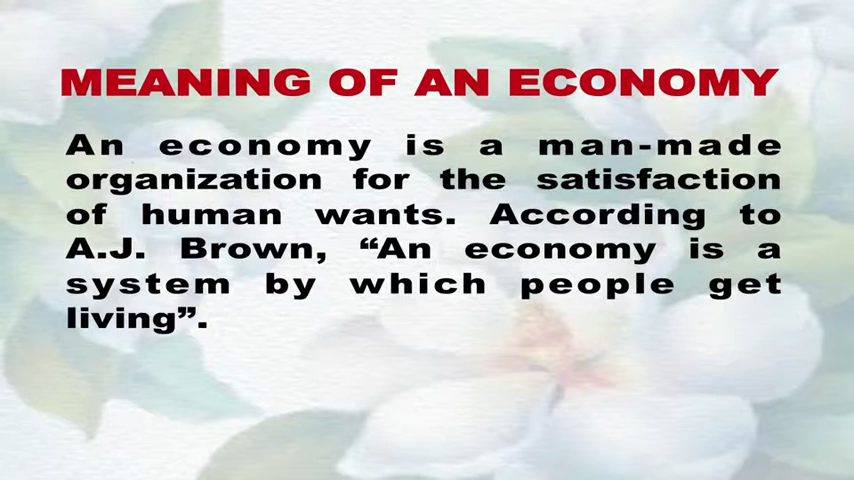 MEANING OF AN ECONOMY
An economy is a man-made
organization for the satisfaction
of human wants. According to
A.J. Brown, “An economy is a
system by which people get
living”.